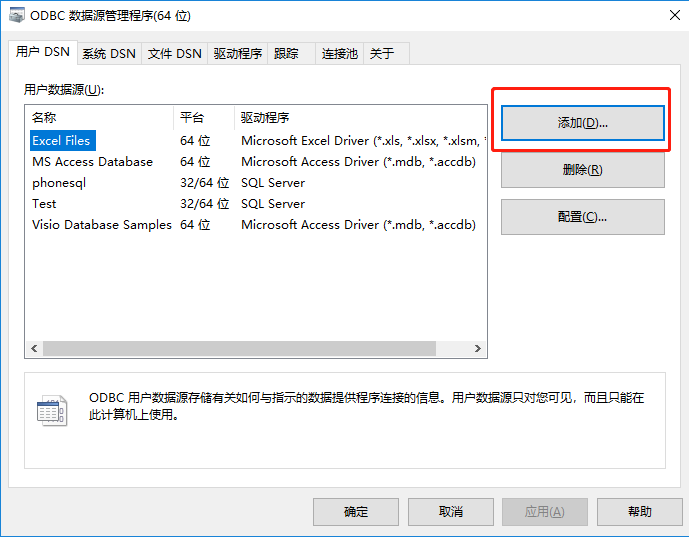 ODBC 数据源管理程序(64 位)
用户 DSN 系统 DSN 文件 DSN 驱动程序 跟踪 连接池 关于
用户数据源(U):
名称 平台 驱动程序
Excel Files 64 位 Microsoft Excel Driver (*.xls, *.xlsx, *.xlsm, *
MS Access Database 64 位 Microsoft Access Driver (*.mdb, *.accdb)
phonesql 32/64 位 SQL Server
Test 32/64 位 SQL Server
Visio Database Samples 64 位 Microsoft Access Driver (*.mdb, *.accdb)
添加(D)...
删除(R)
配置(C)...
ODBC 用户数据源存储有关如何与指示的数据提供程序连接的信息。用户数据源只对您可见，而且只能在
此计算机上使用。
确定 取消 应用(A) 帮助